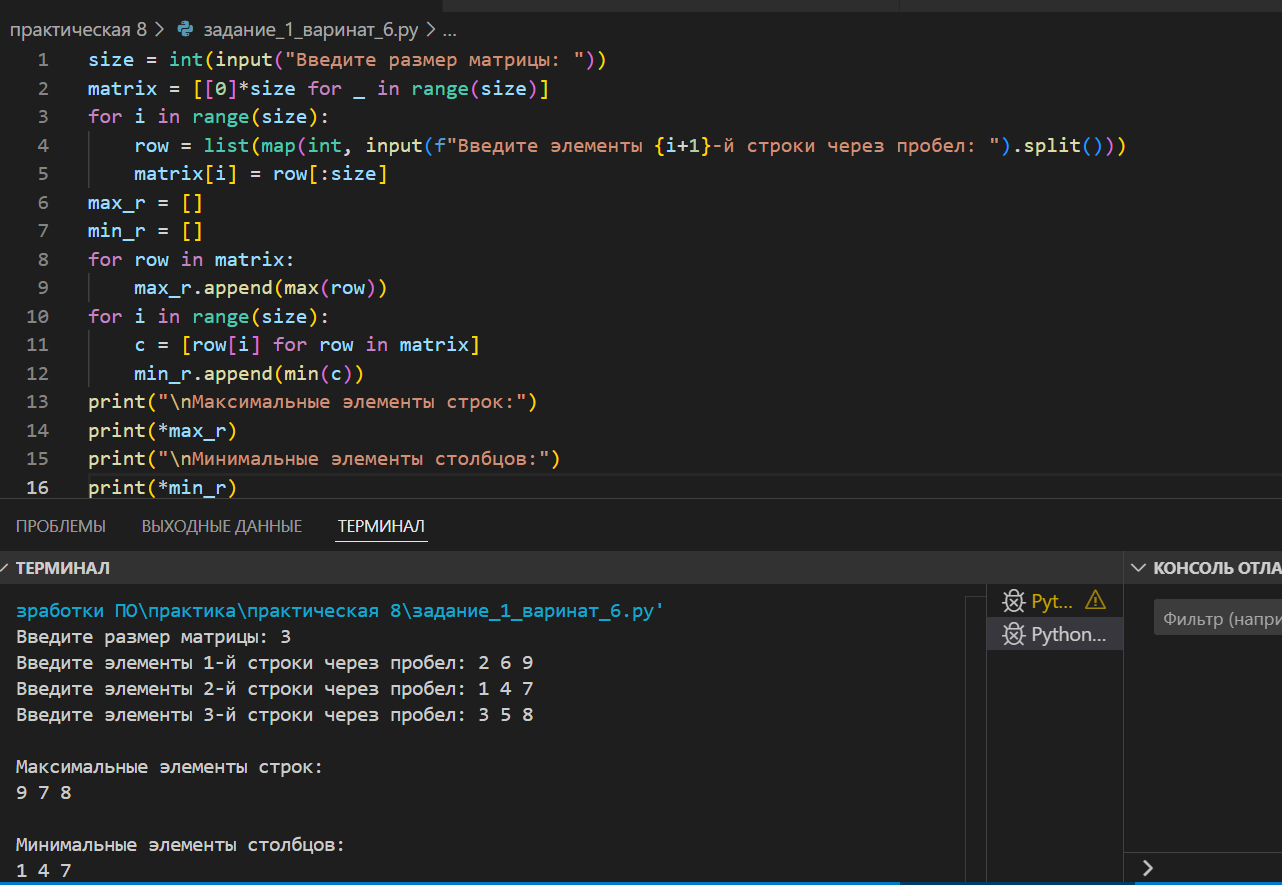 практическая 8 > задание_1_варинат_6.py > ...
1 size = int(input("Введите размер матрицы: "))
2 matrix = [[0]*size for _ in range(size)]
3 for i in range(size):
4     row = list(map(int, input(f"Введите элементы {i+1}-й строки через пробел: ").split()))
5     matrix[i] = row[:size]
6 max_r = []
7 min_r = []
8 for row in matrix:
9     max_r.append(max(row))
10 for i in range(size):
11     c = [row[i] for row in matrix]
12     min_r.append(min(c))
13 print("\nМаксимальные элементы строк:")
14 print(*max_r)
15 print("\nМинимальные элементы столбцов:")
16 print(*min_r)
ПРОБЛЕМЫ ВЫХОДНЫЕ ДАННЫЕ ТЕРМИНАЛ
ТЕРМИНАЛ
КОНСОЛЬ ОТЛА
зработки ПО\практика\практическая 8\задание_1_варинат_6.py'
Введите размер матрицы: 3
Введите элементы 1-й строки через пробел: 2 6 9
Введите элементы 2-й строки через пробел: 1 4 7
Введите элементы 3-й строки через пробел: 3 5 8
Максимальные элементы строк:
9 7 8
Минимальные элементы столбцов:
1 4 7
Pyt...
Python...
Фильтр (напри